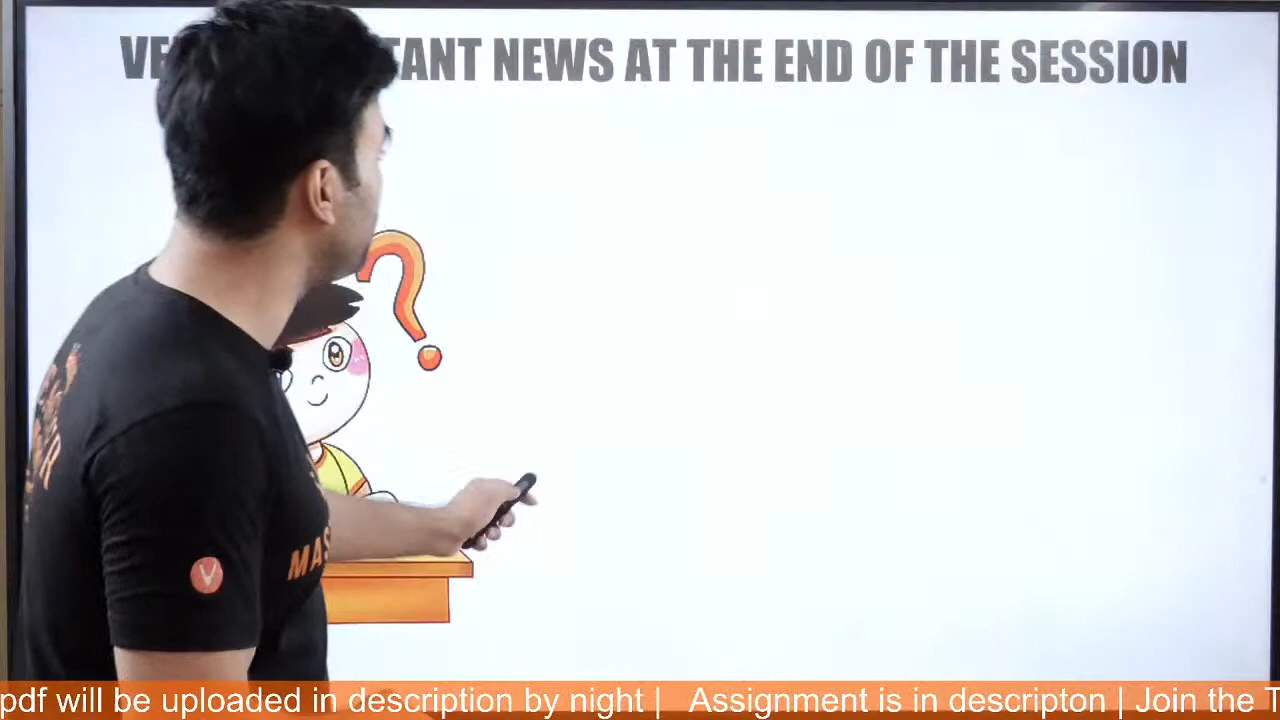 VE TANT NEWS AT THE END OF THE SESSION
MAS
V
pdf will be uploaded in description by night | Assignment is in descripton | Join the T